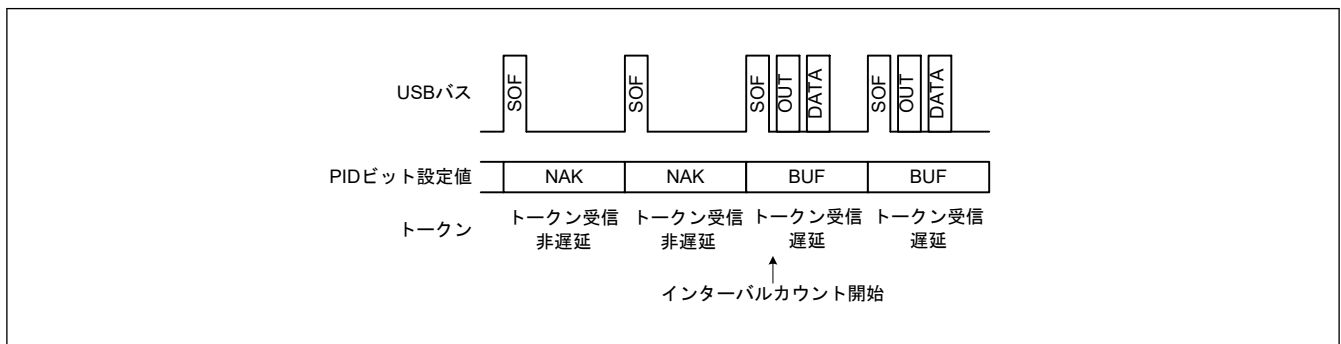 USBバス
SOF
SOF
SOF
OUT
DATA
SOF
OUT
DATA
PIDビット設定値
NAK
NAK
BUF
BUF
トークン
トークン受信
非遅延
トークン受信
非遅延
トークン受信
遅延
トークン受信
遅延
インターバルカウント開始